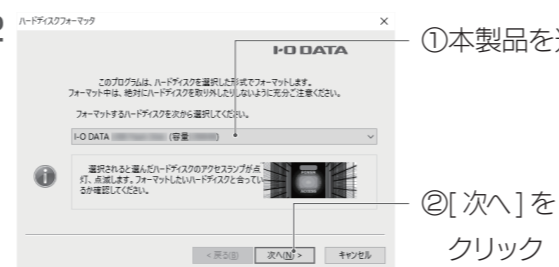 2
ハードディスクフォーマッタ
I-O DATA
①本製品を
このプログラムは、ハードディスクを選択した形式でフォーマットします。
フォーマット中は、絶対にハードディスクを取り外したりしないように充分ご注意ください。
フォーマットするハードディスクを次から選択してください。
I-O DATA (容量 )
選択されると選んだハードディスクのアクセスランプが点
灯、点滅します。フォーマットしたいハードディスクと合ってい
るか確認してください。
②[ 次へ ] を
クリック
< 戻る(B) 次へ(N) > キャンセル